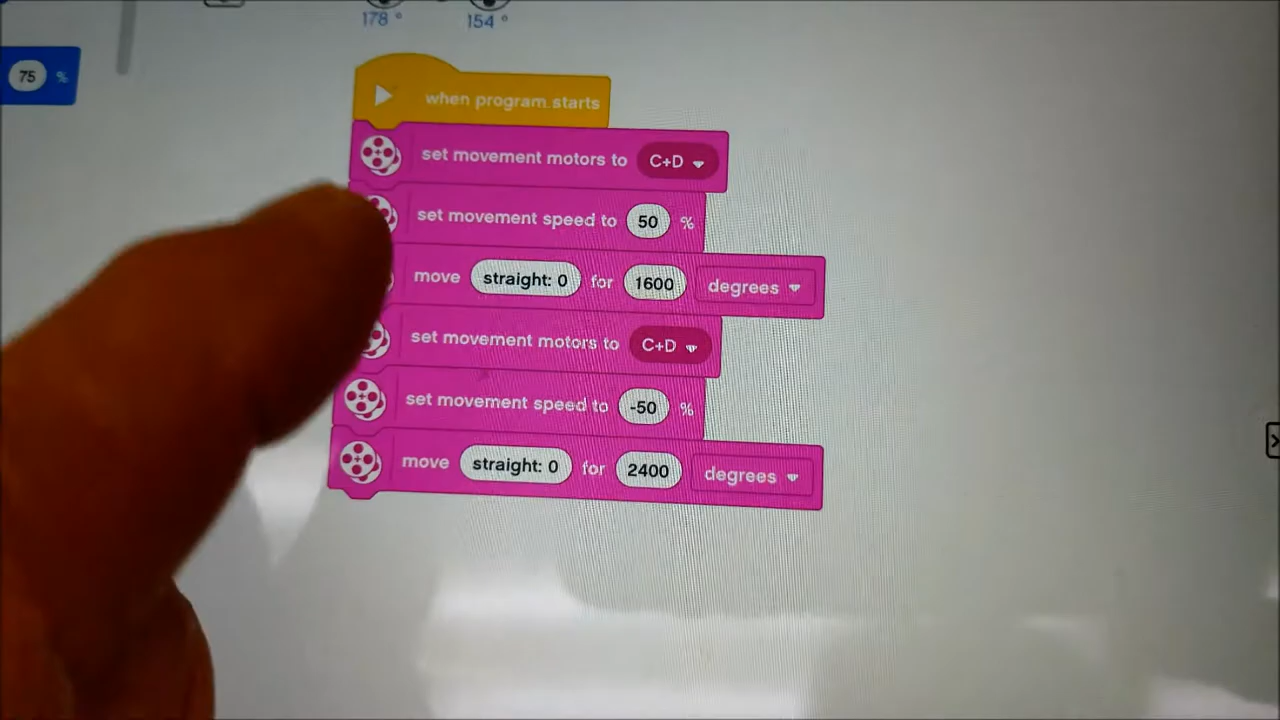 178 °
154 °
75 %
when program starts
set movement motors to C+D
set movement speed to 50 %
move straight: 0 for 1600 degrees
set movement motors to C+D
set movement speed to -50 %
move straight: 0 for 2400 degrees